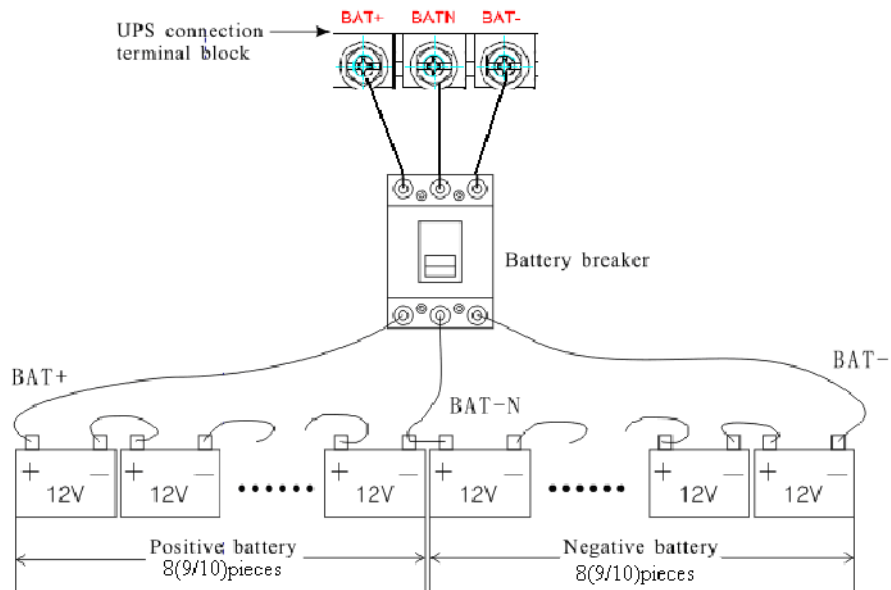 BAT+ BATN BAT-
UPS connection
terminal block
Battery breaker
BAT+
BAT-
BAT-N
+ — + — + — + — + — + —
12V 12V ...... 12V 12V ...... 12V 12V
Positive battery Negative battery
8(9/10)pieces 8(9/10)pieces